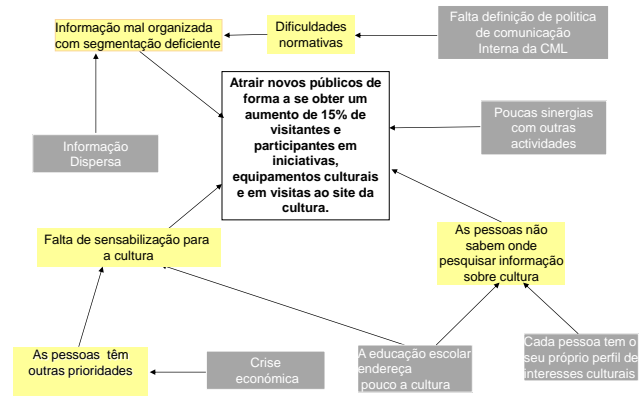 Informação mal organizada
com segmentação deficiente
Dificuldades
normativas
Falta definição de politica
de comunicação
Interna da CML
Atrair novos públicos de
forma a se obter um
aumento de 15% de
visitantes e
participantes em
iniciativas,
equipamentos culturais
e em visitas ao site da
cultura.
Informação
Dispersa
Poucas sinergias
com outras
actividades
Falta de sensabilização para
a cultura
As pessoas não
sabem onde
pesquisar informação
sobre cultura
As pessoas têm
outras prioridades
Crise
económica
A educação escolar
endereça
pouco a cultura
Cada pessoa tem o
seu próprio perfil de
interesses culturais